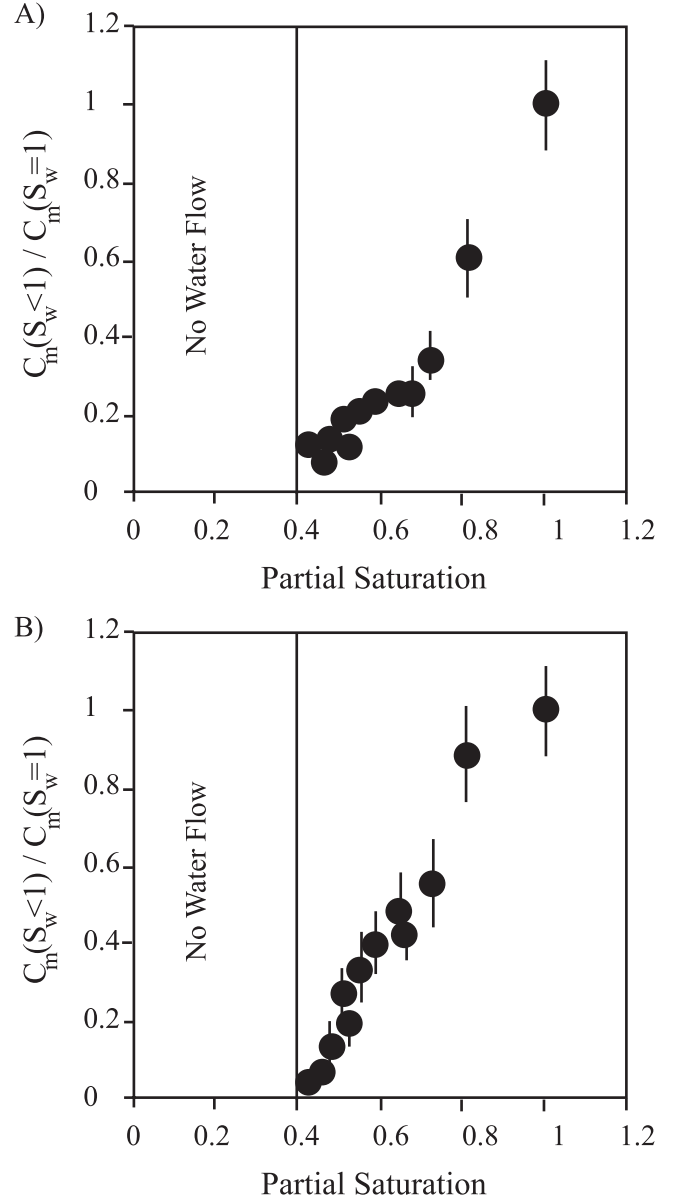 A)
1.2
1
0.8
0.6
0.4
0.2
0
C_m(S_w<1) / C_m(S_w=1)
No Water Flow
0 0.2 0.4 0.6 0.8 1 1.2
Partial Saturation
B)
1.2
1
0.8
0.6
0.4
0.2
0
C_m(S_w<1) / C_m(S_w=1)
No Water Flow
0 0.2 0.4 0.6 0.8 1 1.2
Partial Saturation